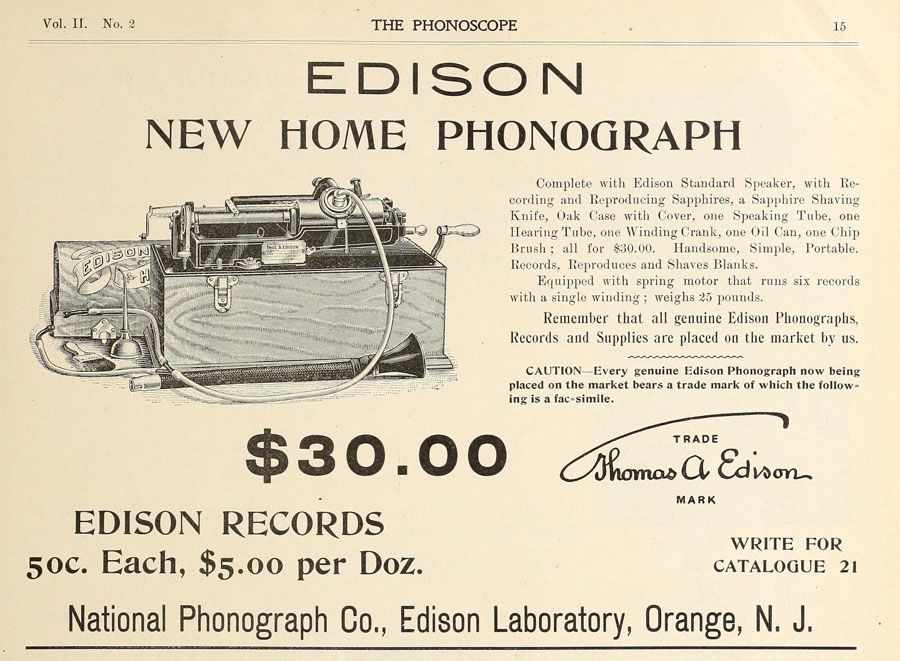 Vol. II. No. 2
THE PHONOSCOPE
15
EDISON
NEW HOME PHONOGRAPH
Complete with Edison Standard Speaker, with Re-
cording and Reproducing Sapphires, a Sapphire Shaving
Knife, Oak Case with Cover, one Speaking Tube, one
Hearing Tube, one Winding Crank, one Oil Can, one Chip
Brush; all for $30.00. Handsome, Simple, Portable.
Records, Reproduces and Shaves Blanks.
Equipped with spring motor that runs six records
with a single winding; weighs 25 pounds.
Remember that all genuine Edison Phonographs,
Records and Supplies are placed on the market by us.
CAUTION—Every genuine Edison Phonograph now being
placed on the market bears a trade mark of which the follow-
ing is a fac-simile.
EDISON
THOS. A. EDISON
$30.00
TRADE
Thomas A Edison
MARK
EDISON RECORDS
50c. Each, $5.00 per Doz.
WRITE FOR
CATALOGUE 21
National Phonograph Co., Edison Laboratory, Orange, N. J.